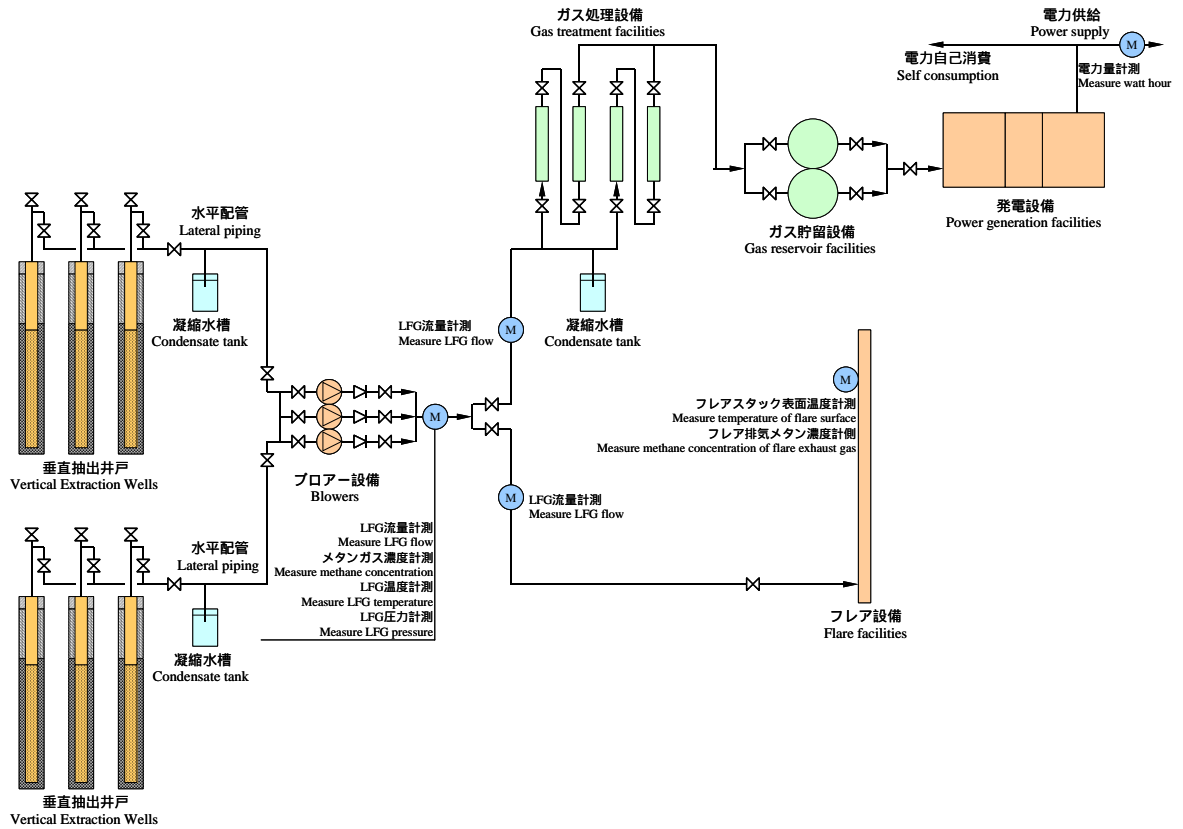 ガス処理設備
Gas treatment facilities
電力供給
Power supply
M
電力自己消費
Self consumption
電力量計測
Measure watt hour
水平配管
Lateral piping
ガス貯留設備
Gas reservoir facilities
発電設備
Power generation facilities
凝縮水槽
Condensate tank
LFG流量計測
Measure LFG flow
M
凝縮水槽
Condensate tank
M
フレアスタック表面温度計測
Measure temperature of flare surface
フレア排気メタン濃度計側
Measure methane concentration of flare exhaust gas
M
垂直抽出井戸
Vertical Extraction Wells
ブロアー設備
Blowers
M
LFG流量計測
Measure LFG flow
LFG流量計測
Measure LFG flow
メタンガス濃度計測
Measure methane concentration
LFG温度計測
Measure LFG temperature
LFG圧力計測
Measure LFG pressure
水平配管
Lateral piping
フレア設備
Flare facilities
凝縮水槽
Condensate tank
垂直抽出井戸
Vertical Extraction Wells